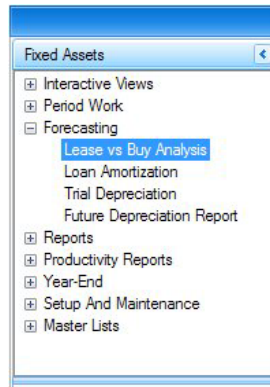 Fixed Assets
Interactive Views
Period Work
Forecasting
Lease vs Buy Analysis
Loan Amortization
Trial Depreciation
Future Depreciation Report
Reports
Productivity Reports
Year-End
Setup And Maintenance
Master Lists